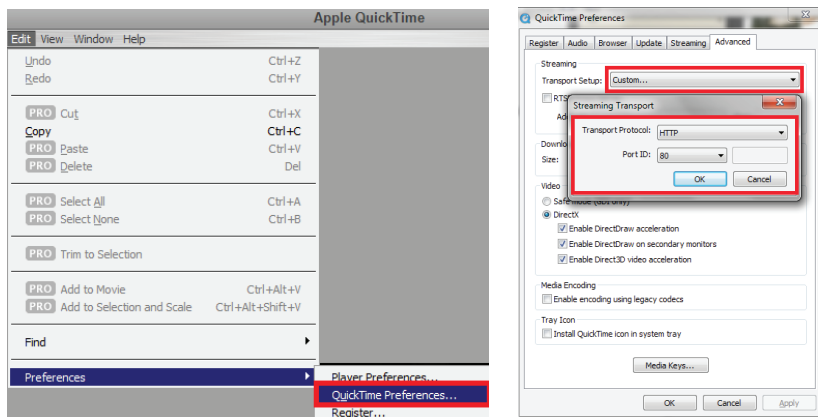 Apple QuickTime
Edit View Window Help
Undo Ctrl+Z
Redo Ctrl+Y
PRO Cut Ctrl+X
Copy Ctrl+C
PRO Paste Ctrl+V
PRO Delete Del
PRO Select All Ctrl+A
PRO Select None Ctrl+B
PRO Trim to Selection
PRO Add to Movie Ctrl+Alt+V
PRO Add to Selection and Scale Ctrl+Alt+Shift+V
Find
Preferences
Player Preferences...
QuickTime Preferences...
Register...
QuickTime Preferences
Register Audio Browser Update Streaming Advanced
Streaming
Transport Setup: Custom...
Streaming Transport
Transport Protocol: HTTP
Port ID: 80
OK Cancel
Size:
Video
Safe mode (GDI only)
DirectX
Enable DirectDraw acceleration
Enable DirectDraw on secondary monitors
Enable Direct3D video acceleration
Media Encoding
Enable encoding using legacy codecs
Tray Icon
Install QuickTime icon in system tray
Media Keys...
OK Cancel Apply